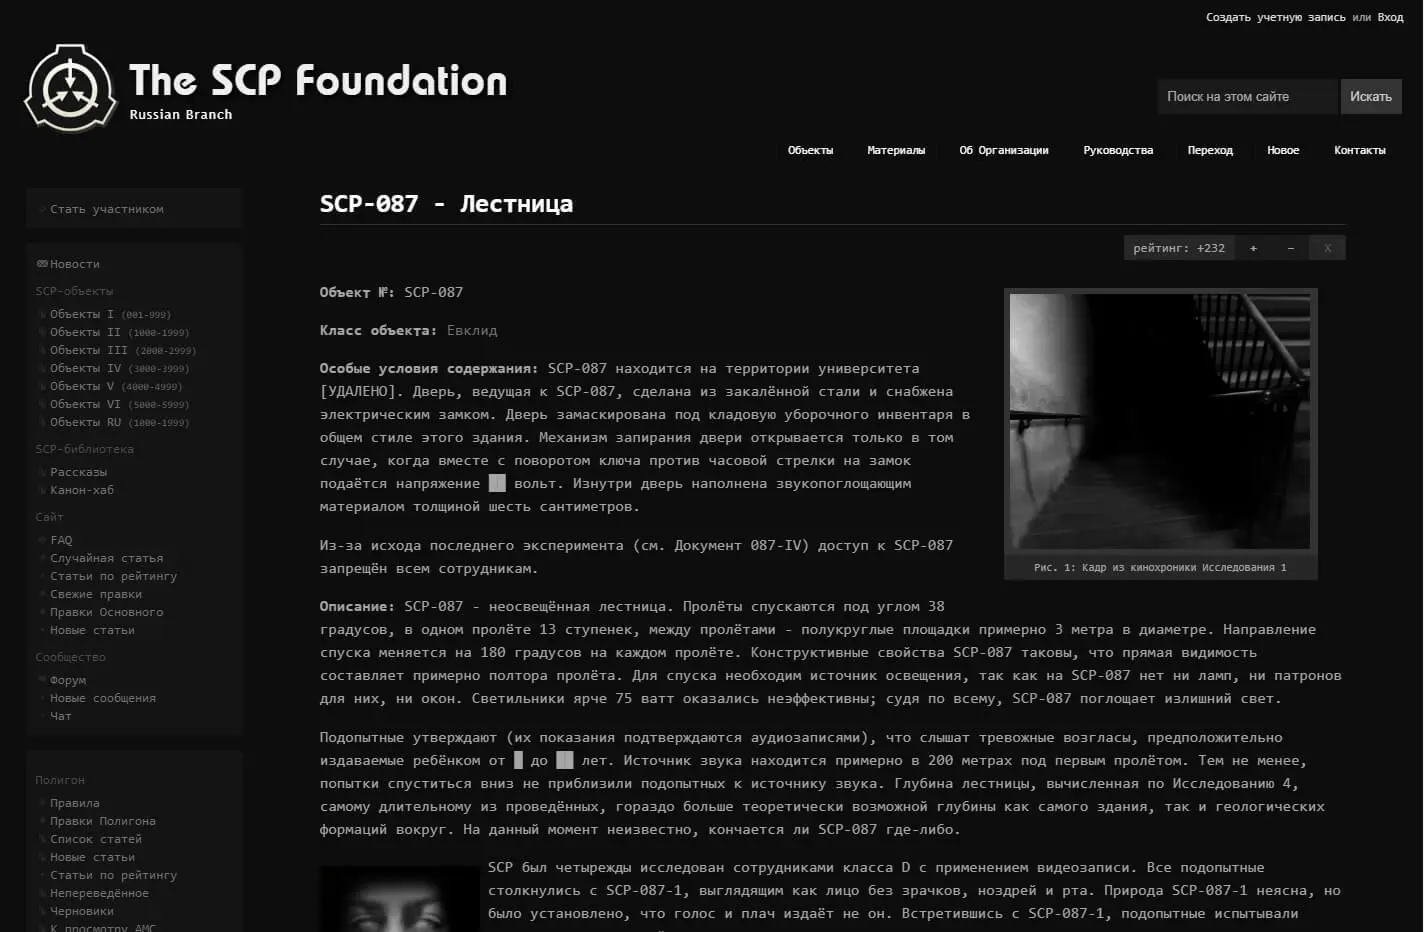 Создать учетную запись или Вход
The SCP Foundation
Russian Branch
Поиск на этом сайте
Искать
Объекты Материалы Об Организации Руководства Переход Новое Контакты
Стать участником
Новости
SCP-объекты
Объекты I (001-999)
Объекты II (1000-1999)
Объекты III (2000-2999)
Объекты IV (3000-3999)
Объекты V (4000-4999)
Объекты VI (5000-5999)
Объекты RU (1000-1999)
SCP-библиотека
Рассказы
Канон-хаб
Сайт
FAQ
Случайная статья
Статьи по рейтингу
Свежие правки
Правки Основного
Новые статьи
Сообщество
Форум
Новые сообщения
Чат
Полигон
Правила
Правки Полигона
Список статей
Новые статьи
Статьи по рейтингу
Непереведённое
Черновики
К просмотру АМС
SCP-087 - Лестница
рейтинг: +232 + – X
Объект №: SCP-087
Класс объекта: Евклид
Особые условия содержания: SCP-087 находится на территории университета
[УДАЛЕНО]. Дверь, ведущая к SCP-087, сделана из закалённой стали и снабжена
электрическим замком. Дверь замаскирована под кладовую уборочного инвентаря в
общем стиле этого здания. Механизм запирания двери открывается только в том
случае, когда вместе с поворотом ключа против часовой стрелки на замок
подаётся напряжение ██ вольт. Изнутри дверь наполнена звукопоглощающим
материалом толщиной шесть сантиметров.
Из-за исхода последнего эксперимента (см. Документ 087-IV) доступ к SCP-087
запрещён всем сотрудникам.
Рис. 1: Кадр из кинохроники Исследования 1
Описание: SCP-087 - неосвещённая лестница. Пролёты спускаются под углом 38
градусов, в одном пролёте 13 ступенек, между пролётами - полукруглые площадки примерно 3 метра в диаметре. Направление
спуска меняется на 180 градусов на каждом пролёте. Конструктивные свойства SCP-087 таковы, что прямая видимость
составляет примерно полтора пролёта. Для спуска необходим источник освещения, так как на SCP-087 нет ни ламп, ни патронов
для них, ни окон. Светильники ярче 75 ватт оказались неэффективны; судя по всему, SCP-087 поглощает излишний свет.
Подопытные утверждают (их показания подтверждаются аудиозаписями), что слышат тревожные возгласы, предположительно
издаваемые ребёнком от █ до ██ лет. Источник звука находится примерно в 200 метрах под первым пролётом. Тем не менее,
попытки спуститься вниз не приблизили подопытных к источнику звука. Глубина лестницы, вычисленная по Исследованию 4,
самому длительному из проведённых, гораздо больше теоретически возможной глубины как самого здания, так и геологических
формаций вокруг. На данный момент неизвестно, кончается ли SCP-087 где-либо.
SCP был четырежды исследован сотрудниками класса D с применением видеозаписи. Все подопытные
столкнулись с SCP-087-1, выглядящим как лицо без зрачков, ноздрей и рта. Природа SCP-087-1 неясна, но
было установлено, что голос и плач издаёт не он. Встретившись с SCP-087-1, подопытные испытывали